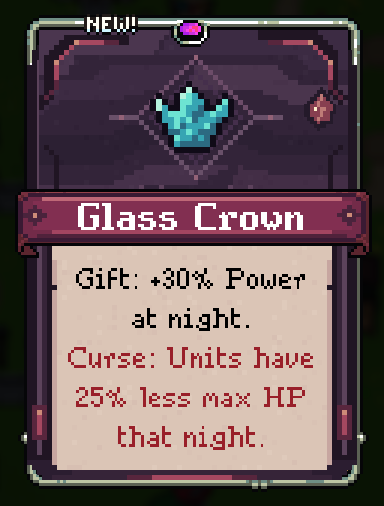 NEW!
Glass Crown
Gift: +30% Power
at night.
Curse: Units have
25% less max HP
that night.